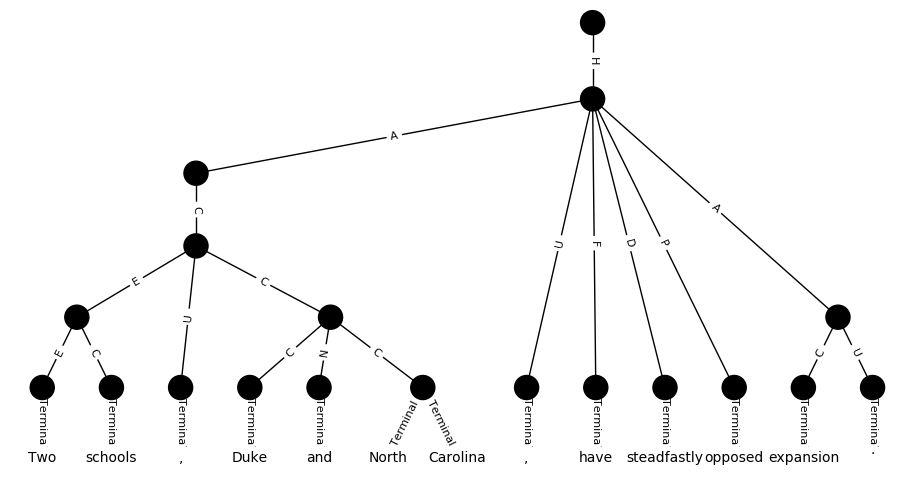 H
A
C
U
F
D
P
A
E
U
C
E
C
C
N
C
C
U
Terminal Terminal Terminal Terminal Terminal Terminal Terminal Terminal Terminal Terminal Terminal Terminal Terminal
Two schools , Duke and North Carolina , have steadfastly opposed expansion .